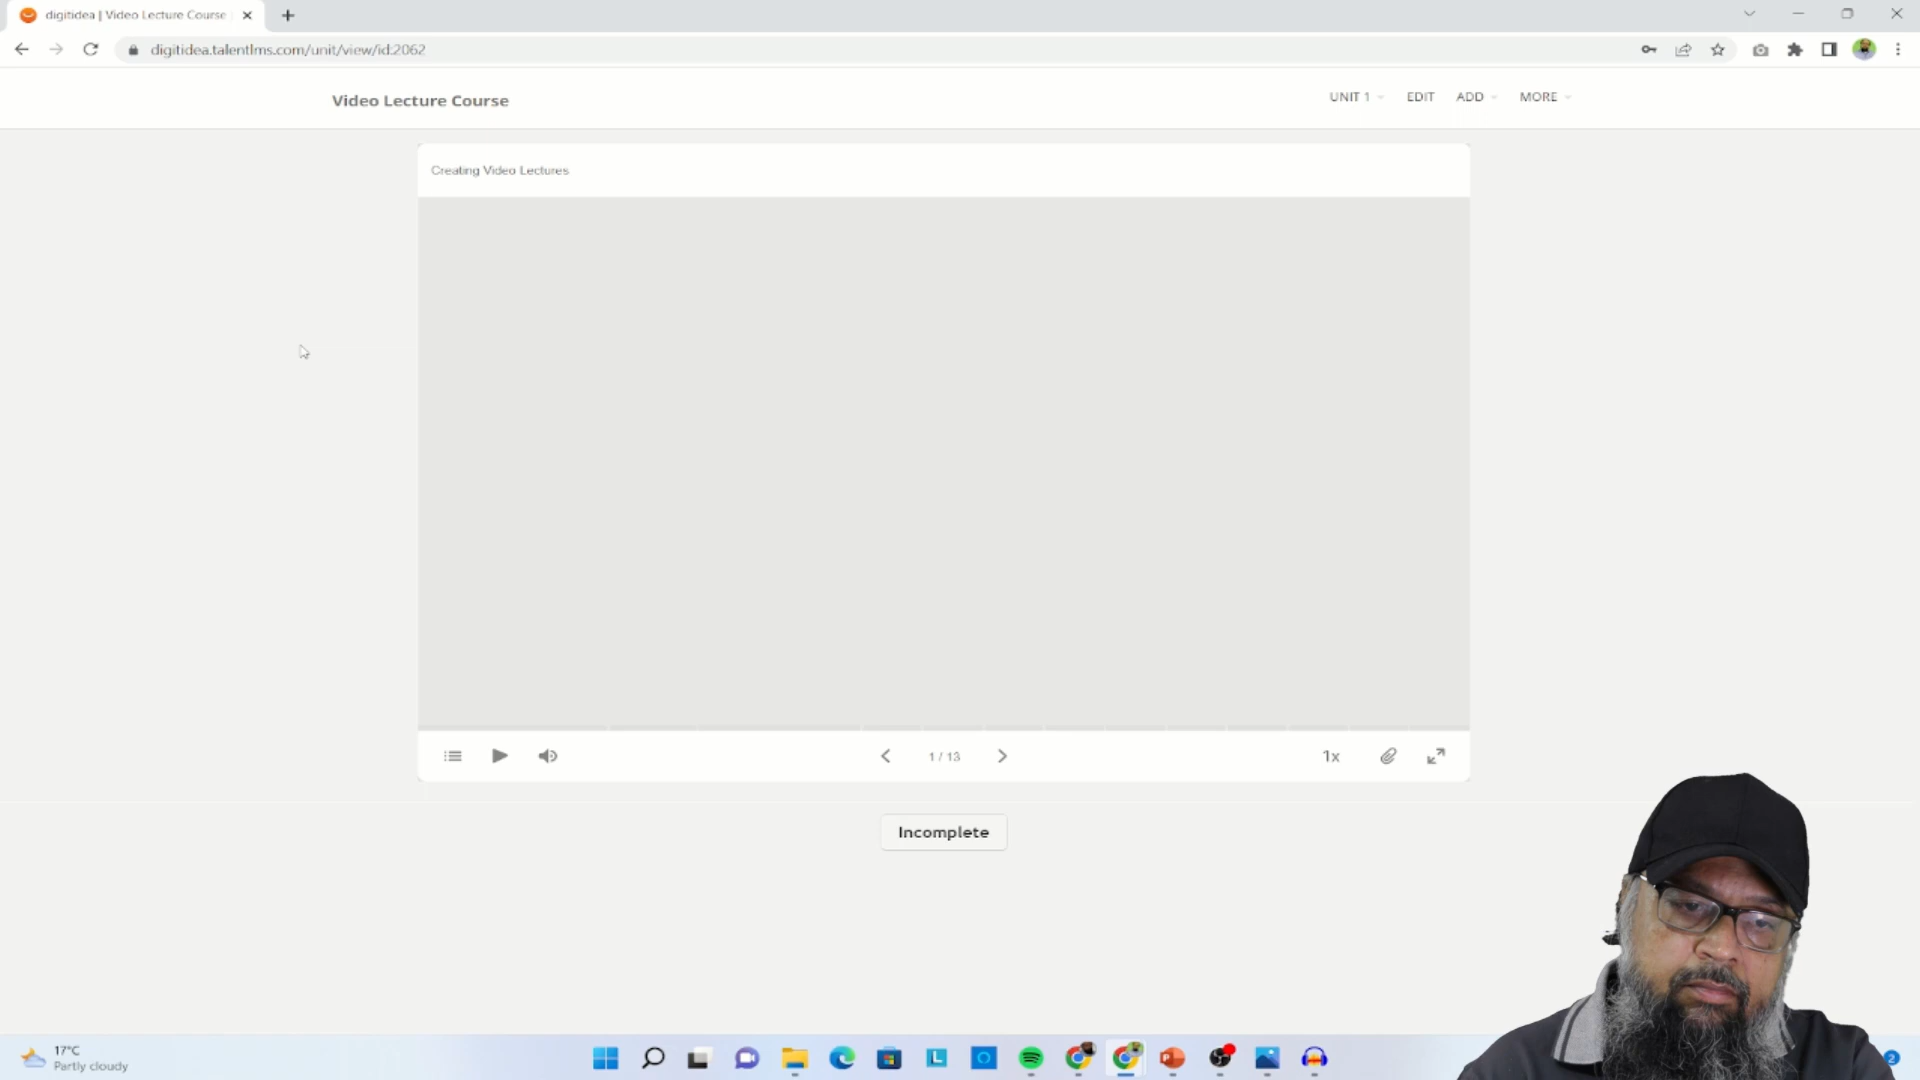 digitidea | Video Lecture Course
digitidea.talentlms.com/unit/view/id:2062
Video Lecture Course
UNIT 1
EDIT
ADD
MORE
Creating Video Lectures
1 / 13
1x
Incomplete
17°C
Partly cloudy
2